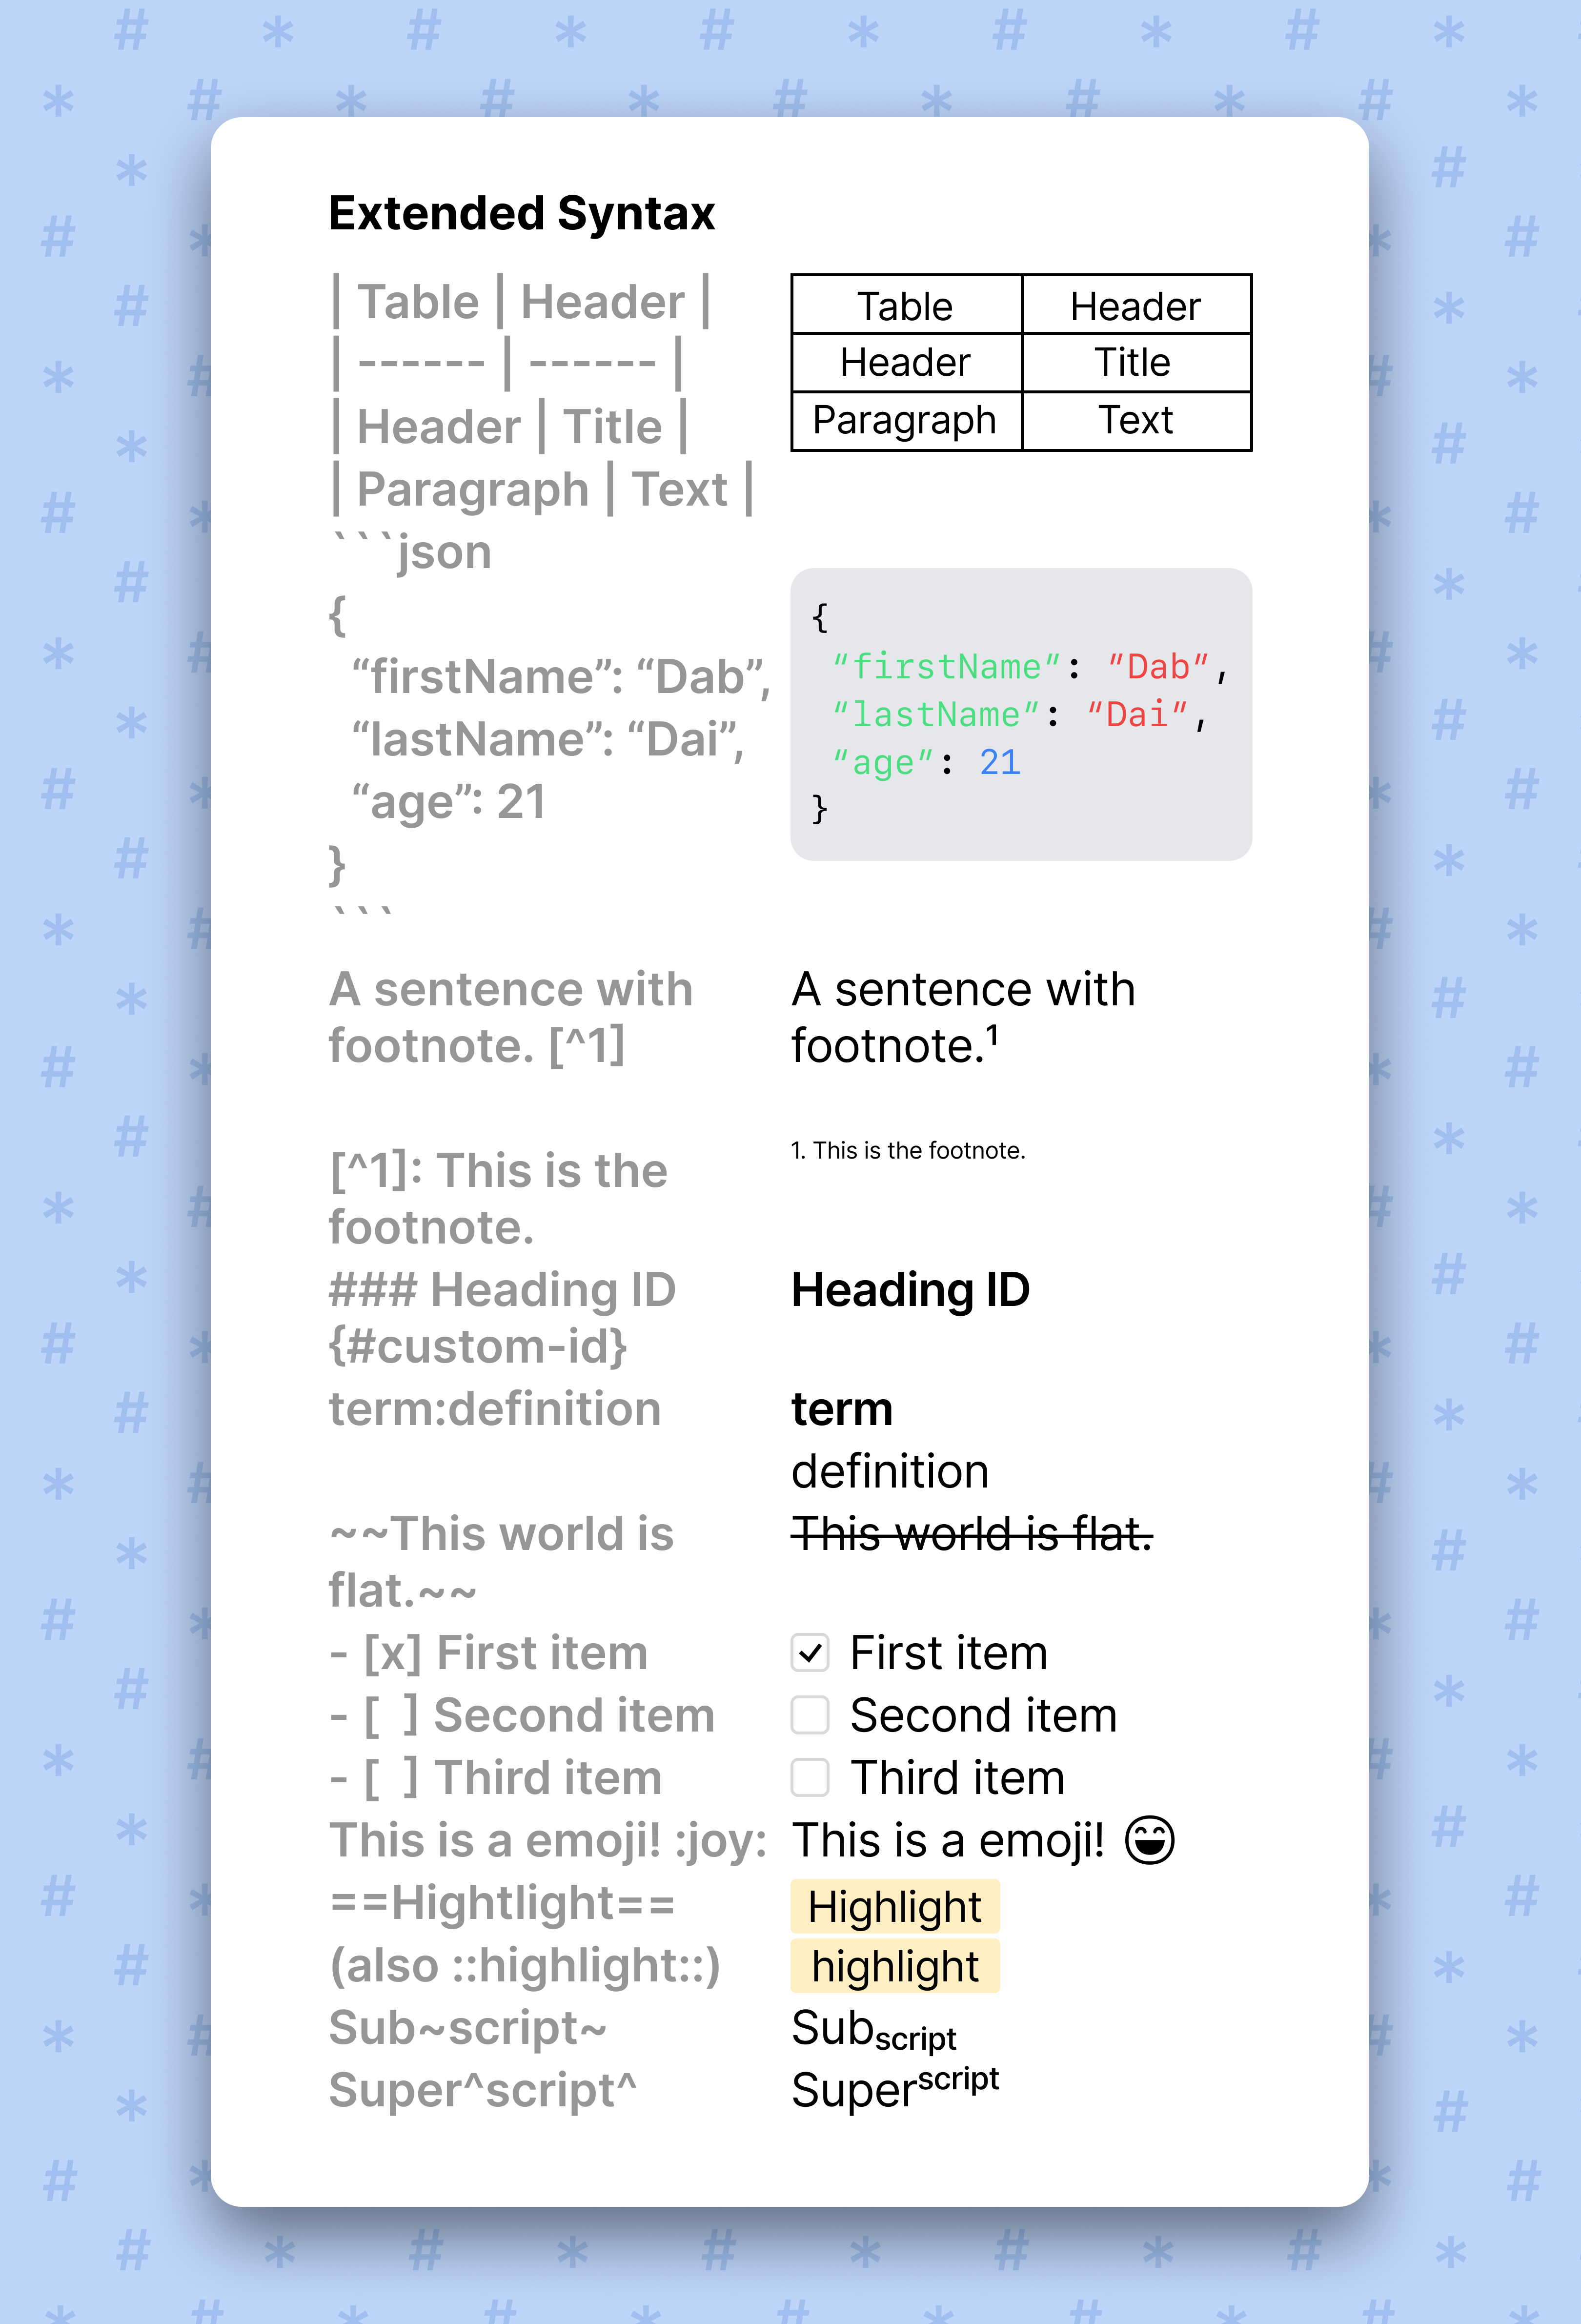 Extended Syntax
| Table | Header |
| ------ | ------ |
| Header | Title |
| Paragraph | Text |
Table Header
Header Title
Paragraph Text
```json
{
“firstName”: “Dab”,
“lastName”: “Dai”,
“age”: 21
}
```
{
"firstName": "Dab",
"lastName": "Dai",
"age": 21
}
A sentence with
footnote. [^1]
[^1]: This is the
footnote.
A sentence with
footnote.¹
1. This is the footnote.
### Heading ID
{#custom-id}
Heading ID
term:definition
term
definition
~~This world is
flat.~~
This world is flat.
- [x] First item
First item
- [ ] Second item
Second item
- [ ] Third item
Third item
This is a emoji! :joy:
This is a emoji! 😄
==Hightlight==
Highlight
(also ::highlight::)
highlight
Sub~script~
Subscript
Super^script^
Superscript